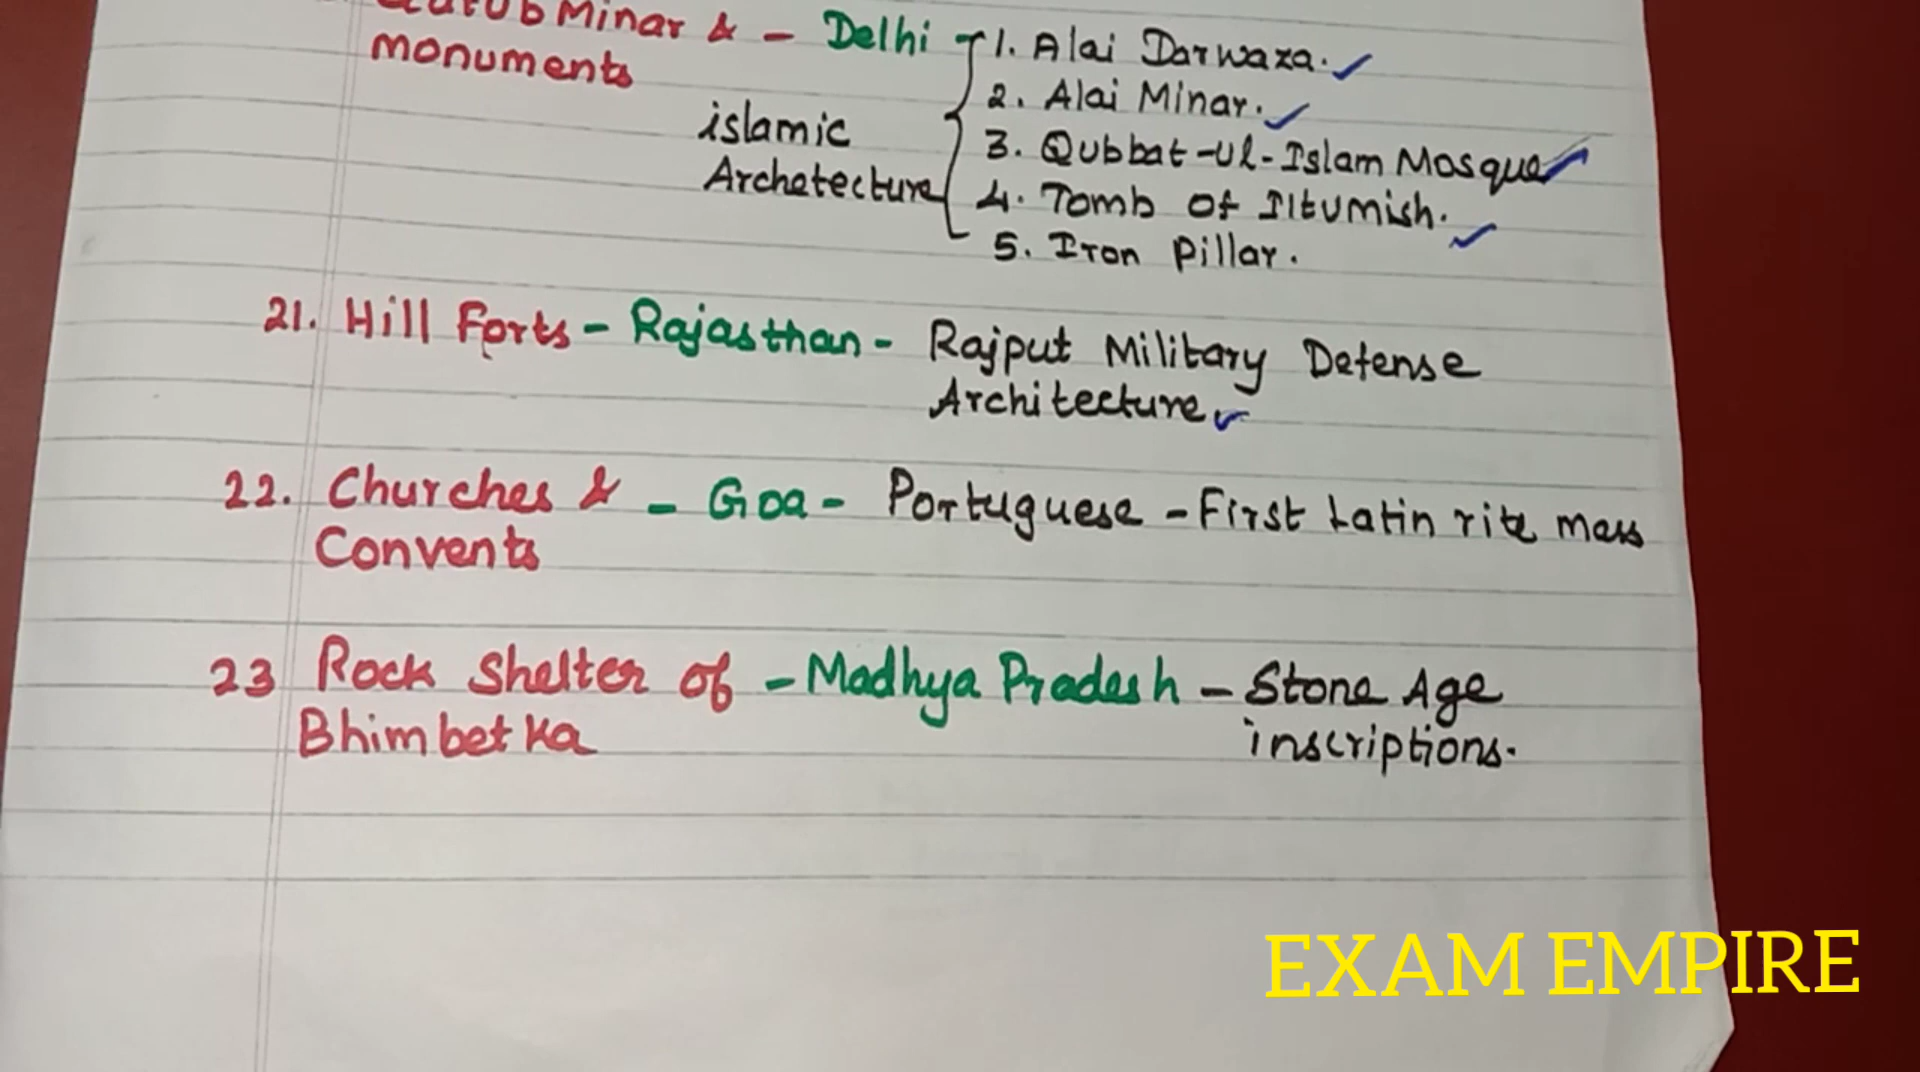 QutubMinar & - Delhi - 1. Alai Darwaza.
monuments
2. Alai Minar.
islamic
3. Qubbat-ul-Islam Mosque
Archetecture
4. Tomb of Iltumish.
5. Iron Pillar.
21. Hill Forts - Rajasthan - Rajput Military Defense
Architecture
22. Churches & - Goa - Portuguese - First Latin rite mass
Convents
23 Rock Shelter of - Madhya Pradesh - Stone Age
Bhimbetka
inscriptions.
EXAM EMPIRE